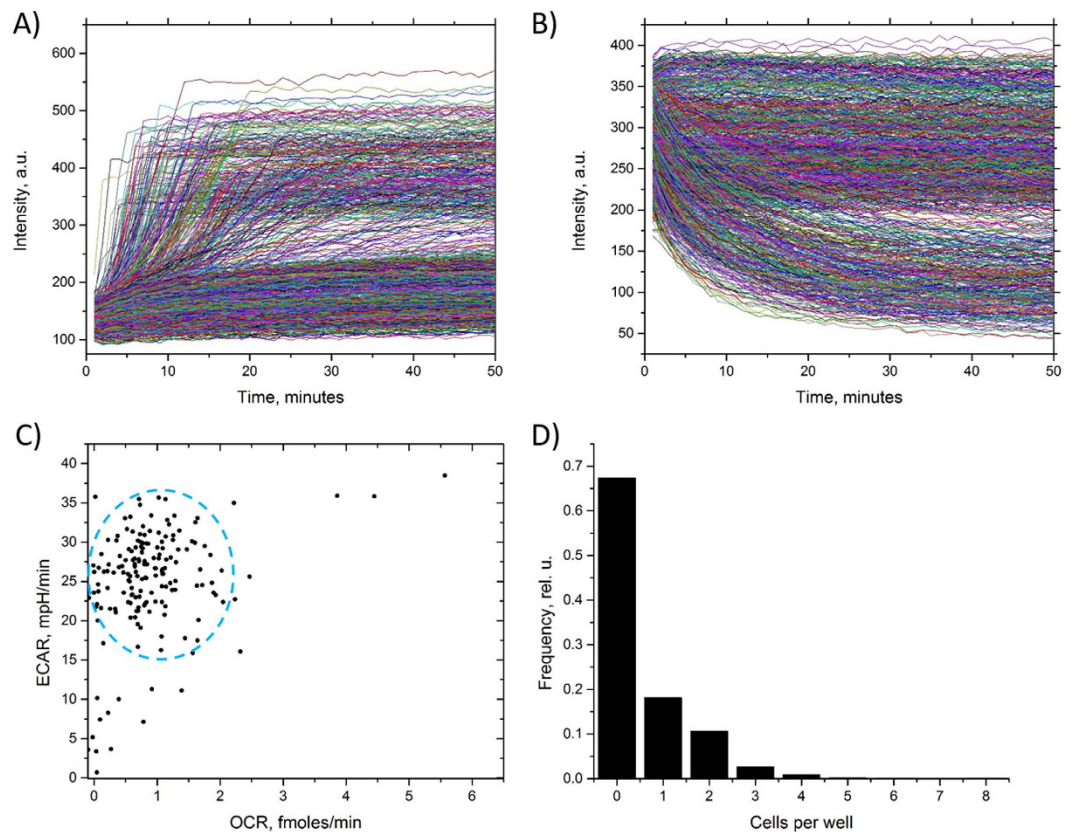 A)
600
500
400
300
200
100
0 10 20 30 40 50
Intensity, a.u.
Time, minutes
B)
400
350
300
250
200
150
100
50
0 10 20 30 40 50
Intensity, a.u.
Time, minutes
C)
40
35
30
25
20
15
10
5
0
0 1 2 3 4 5 6
ECAR, mpH/min
OCR, fmoles/min
D)
0.7
0.6
0.5
0.4
0.3
0.2
0.1
0.0
0 1 2 3 4 5 6 7 8
Frequency, rel. u.
Cells per well